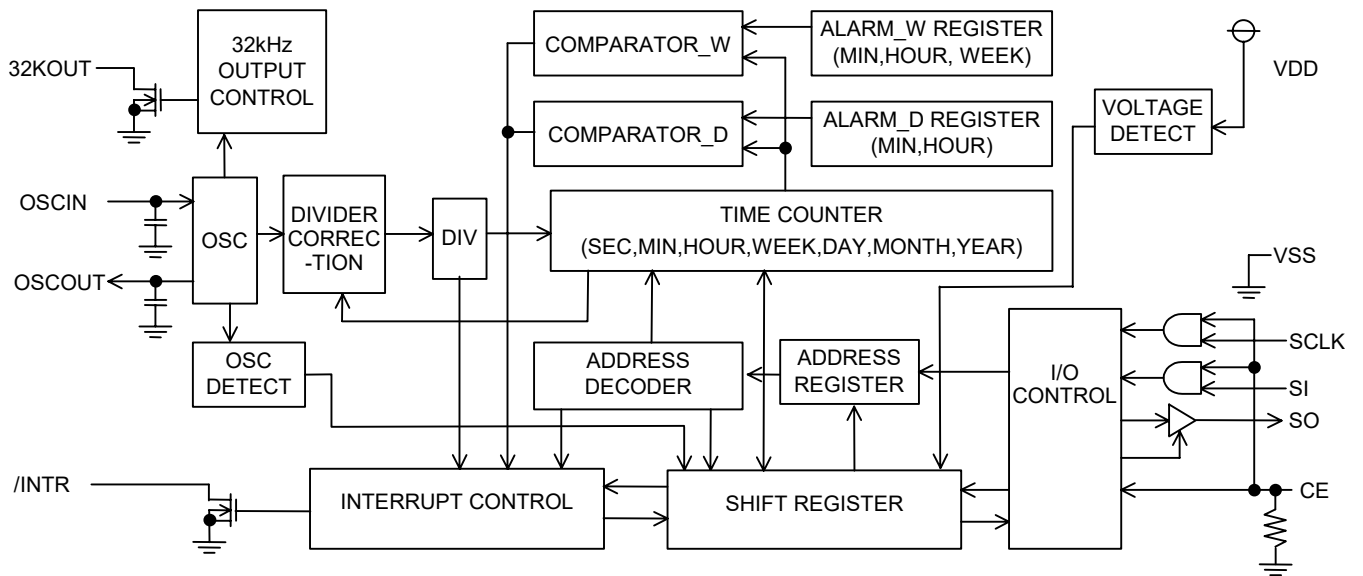 32kHz
OUTPUT
CONTROL
32KOUT
COMPARATOR_W
ALARM_W REGISTER
(MIN,HOUR, WEEK)
VDD
COMPARATOR_D
ALARM_D REGISTER
(MIN,HOUR)
VOLTAGE
DETECT
OSCIN
OSC
OSCOUT
DIVIDER
CORREC
-TION
DIV
TIME COUNTER
(SEC,MIN,HOUR,WEEK,DAY,MONTH,YEAR)
VSS
OSC
DETECT
ADDRESS
DECODER
ADDRESS
REGISTER
I/O
CONTROL
SCLK
SI
SO
/INTR
INTERRUPT CONTROL
SHIFT REGISTER
CE